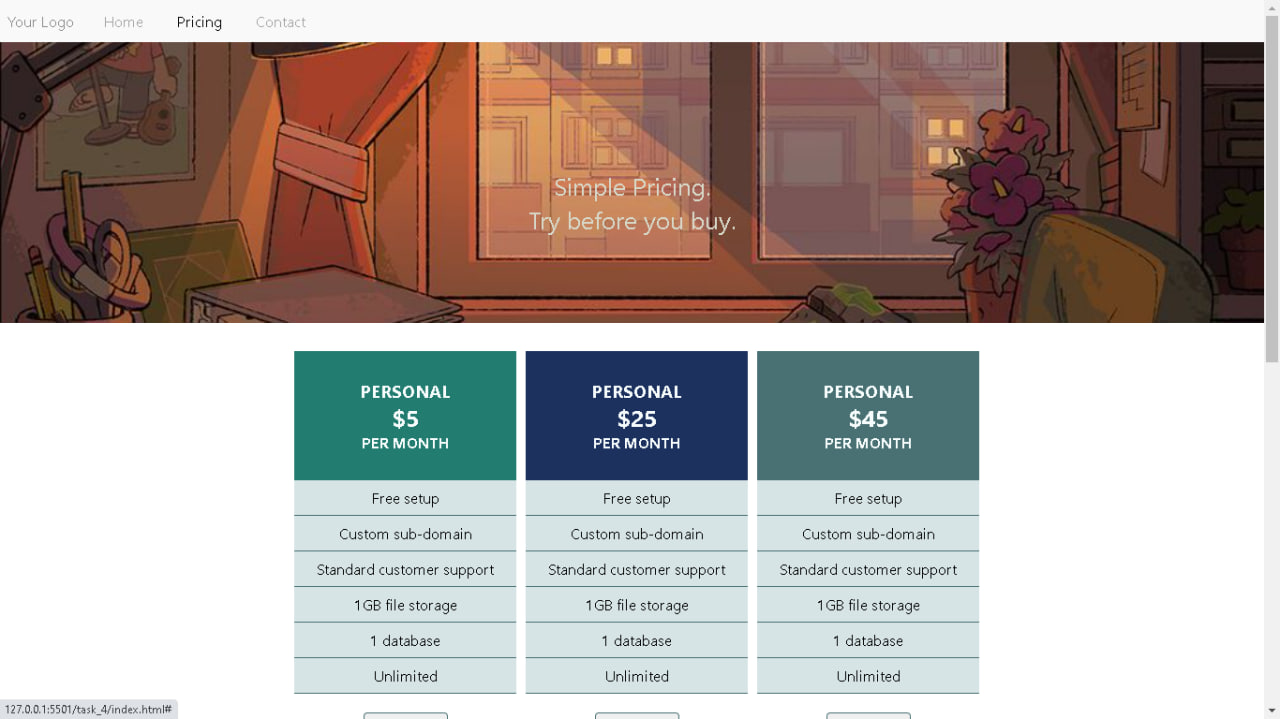 Your Logo Home Pricing Contact
Simple Pricing.
Try before you buy.
PERSONAL
$5
PER MONTH
Free setup
Custom sub-domain
Standard customer support
1GB file storage
1 database
Unlimited
PERSONAL
$25
PER MONTH
Free setup
Custom sub-domain
Standard customer support
1GB file storage
1 database
Unlimited
PERSONAL
$45
PER MONTH
Free setup
Custom sub-domain
Standard customer support
1GB file storage
1 database
Unlimited
127.0.0.1:5501/task_4/index.html#